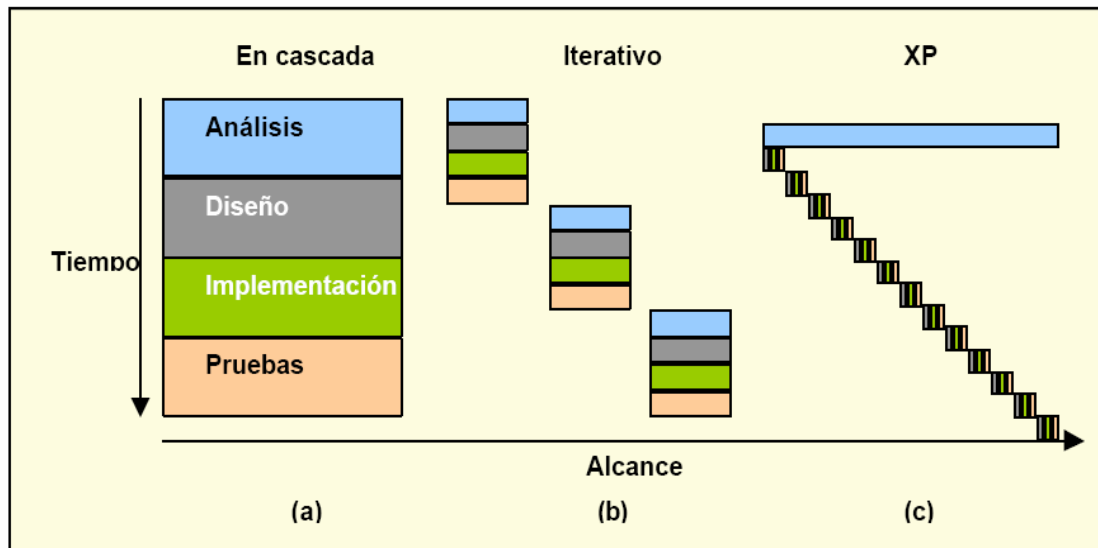 En cascada
Iterativo
XP
Análisis
Diseño
Tiempo
Implementación
Pruebas
Alcance
(a)
(b)
(c)